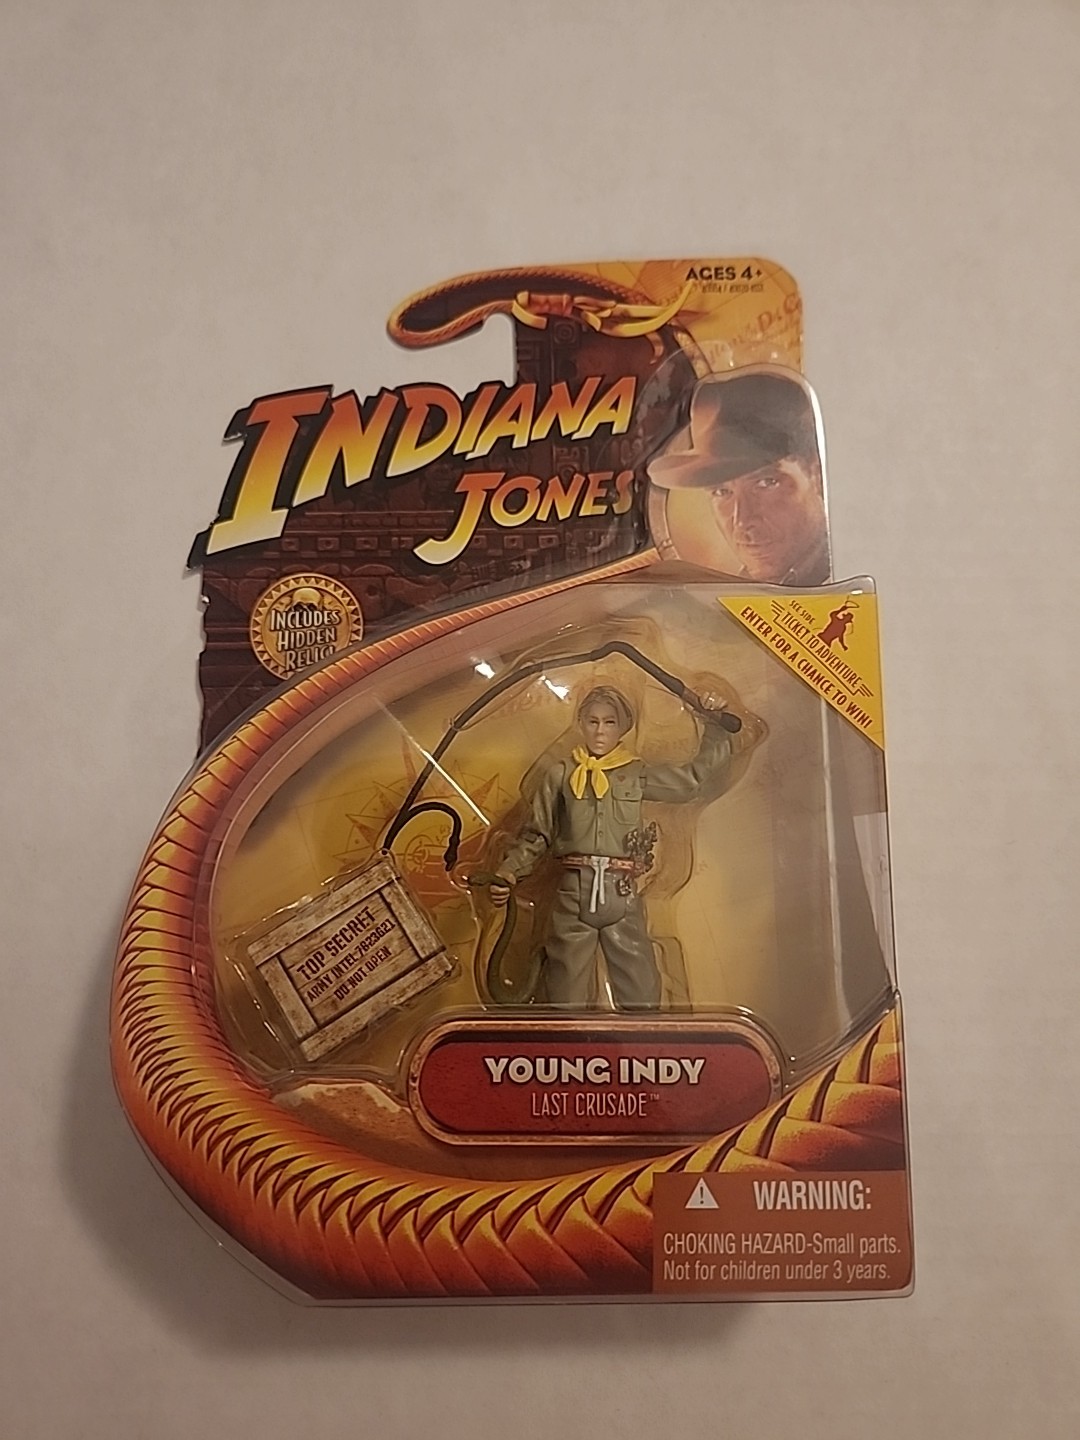 AGES 4+
INDIANA
JONES
INCLUDES
HIDDEN
RELIC!
SEE SIDE
TICKET TO ADVENTURE
ENTER FOR A CHANCE TO WIN!
TOP SECRET
ARMY INTEL-7823621
DO NOT OPEN
YOUNG INDY
LAST CRUSADE™
WARNING:
CHOKING HAZARD-Small parts.
Not for children under 3 years.